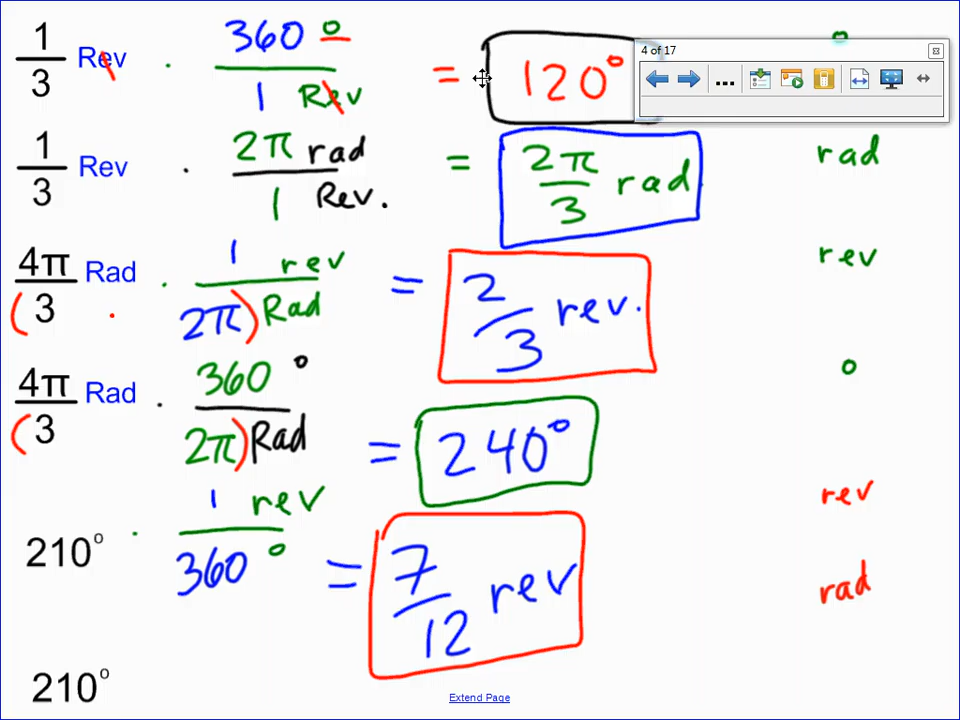 1/3 Rev · 360°/1 Rev = 120° °
4 of 17
1/3 Rev · 2π rad/1 Rev. = 2π/3 rad rad
4π/(3 Rad · 1 rev/2π) Rad = 2/3 rev. rev
4π/(3 Rad · 360°/2π) Rad = 240° °
210° · 1 rev/360° = 7/12 rev rev
rad
210°
Extend Page